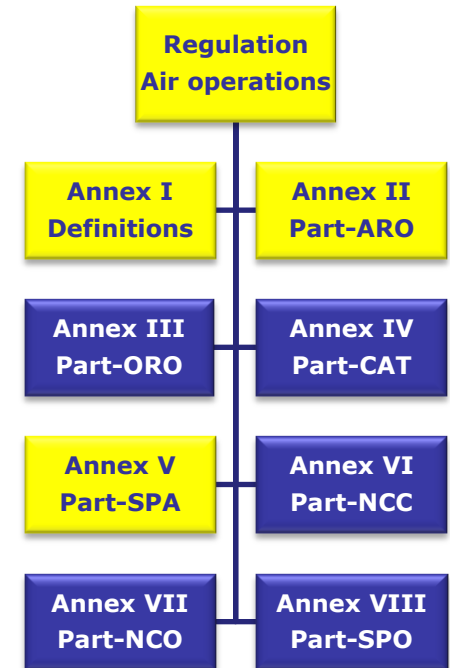 Regulation
Air operations
Annex I
Definitions
Annex II
Part-ARO
Annex III
Part-ORO
Annex IV
Part-CAT
Annex V
Part-SPA
Annex VI
Part-NCC
Annex VII
Part-NCO
Annex VIII
Part-SPO